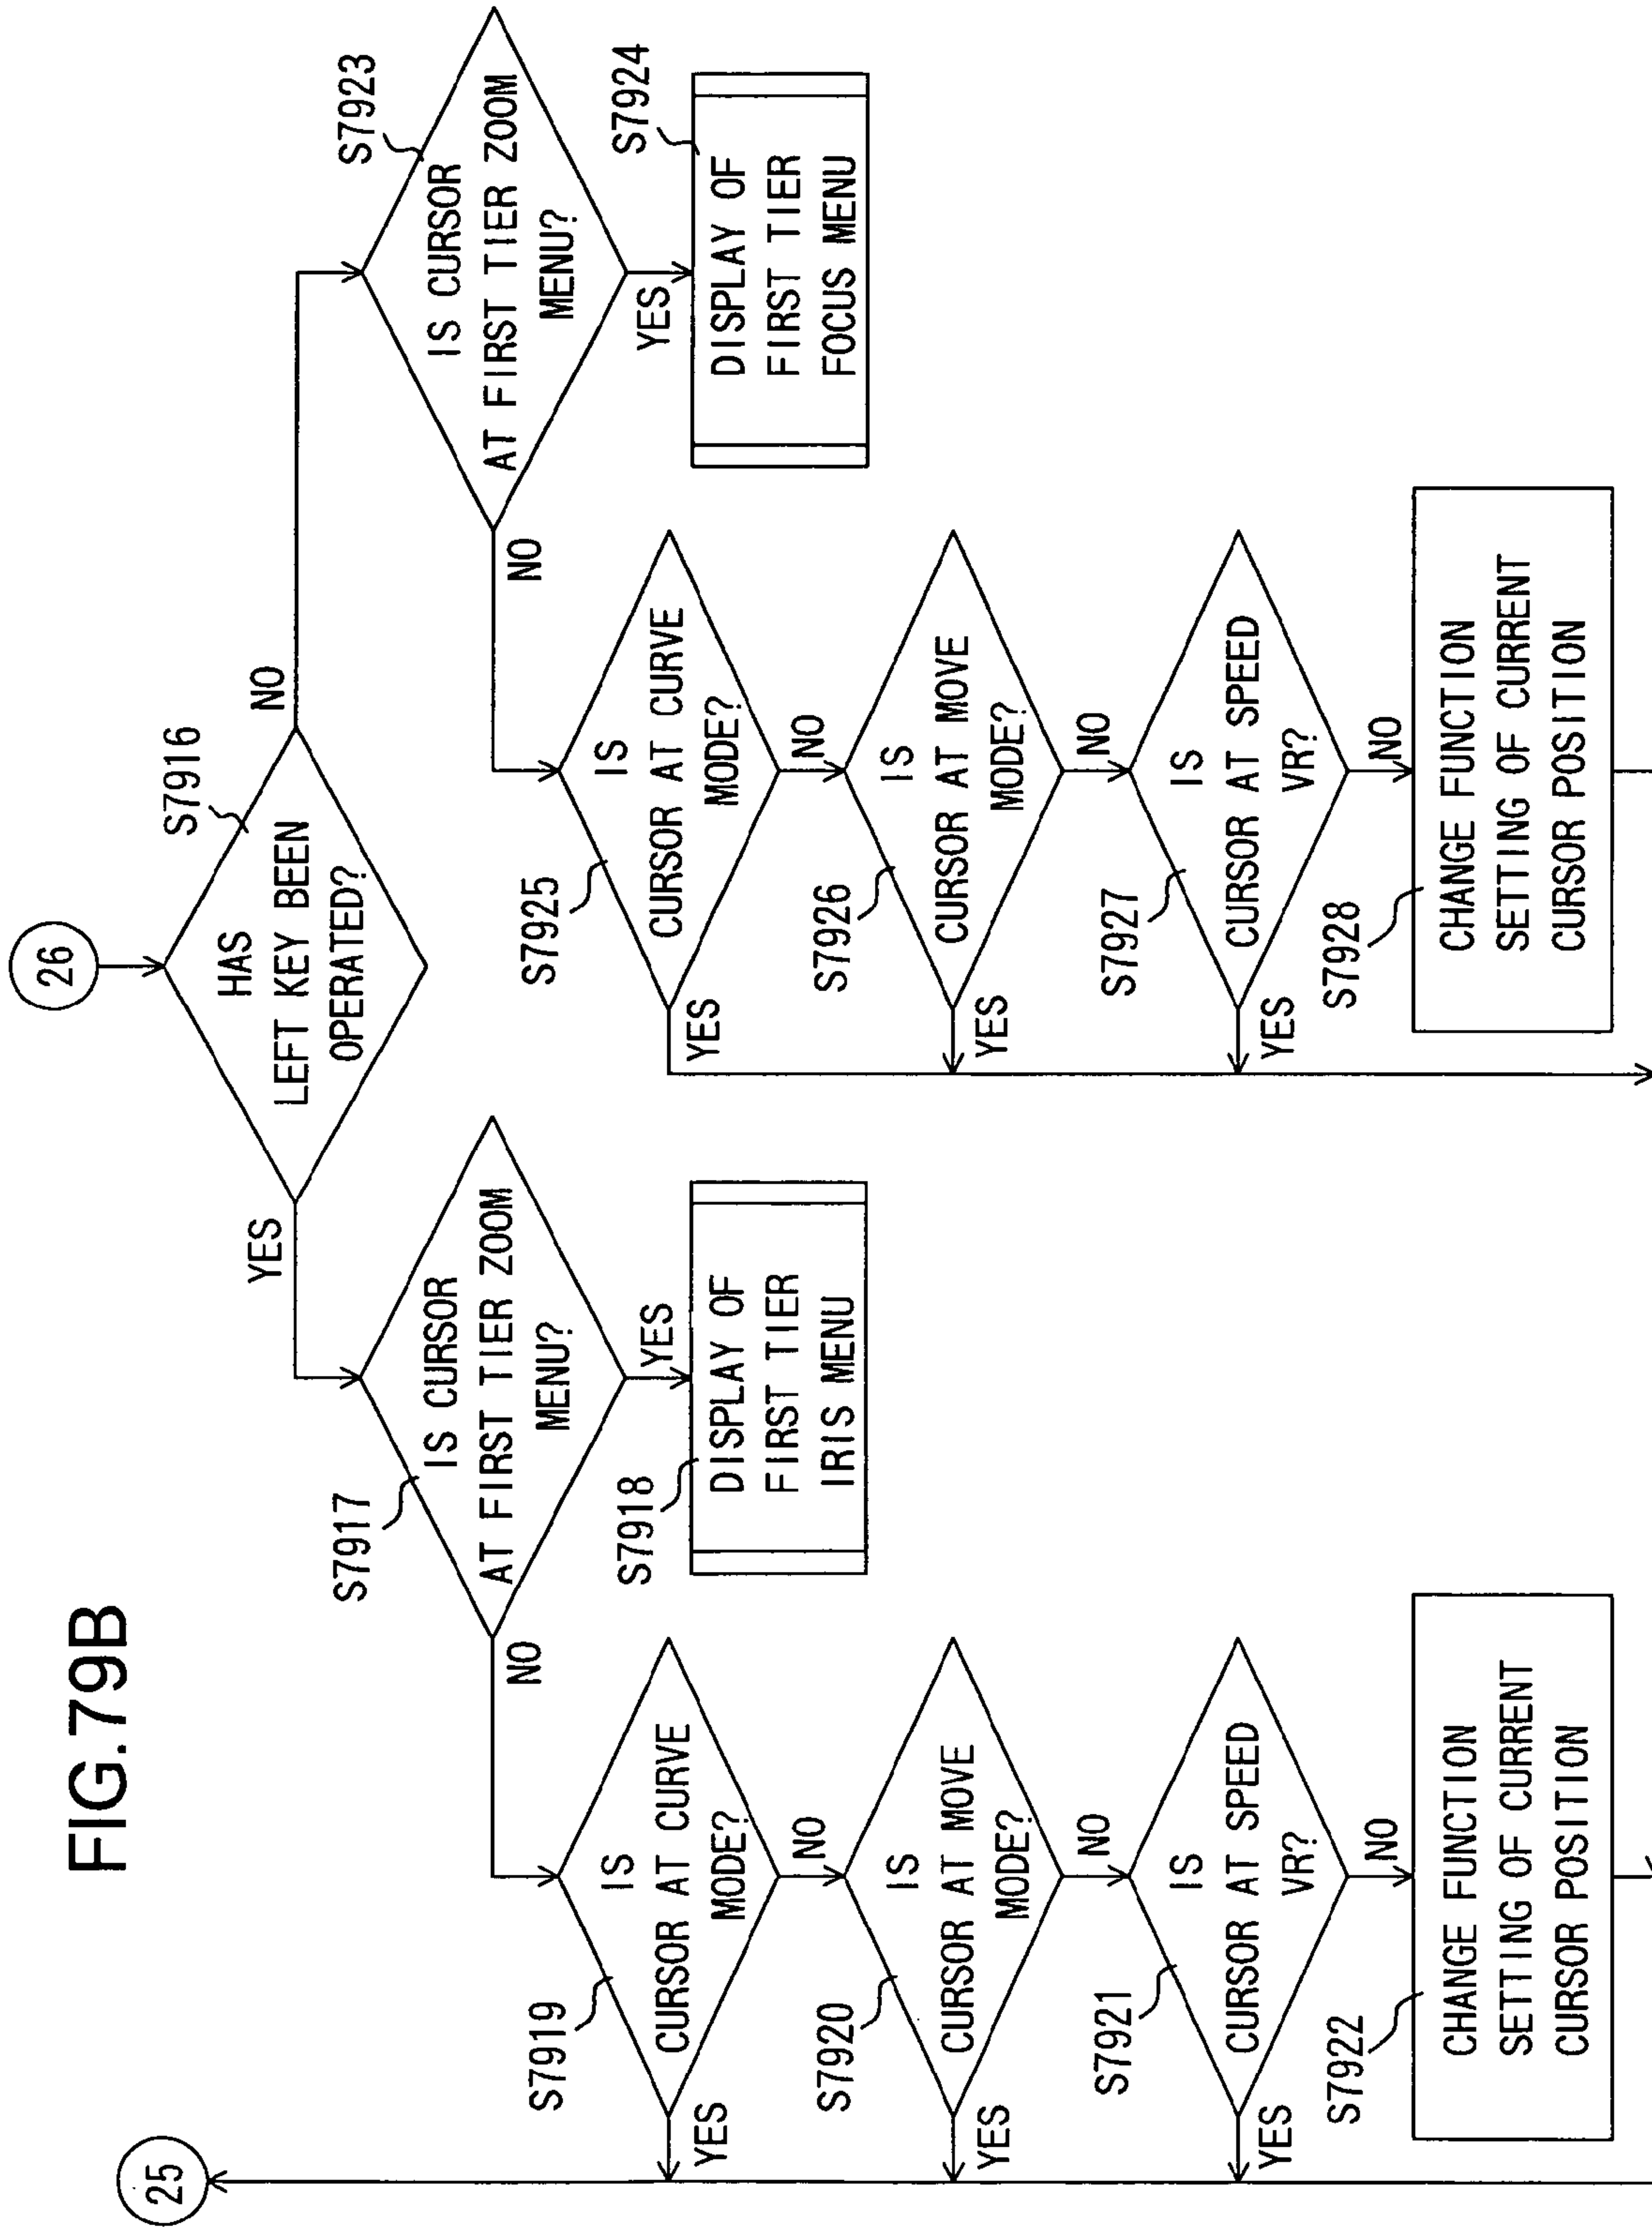 FIG.79B
26
HAS
LEFT KEY BEEN
OPERATED?
S7916
YES
NO
25
IS CURSOR
AT FIRST TIER ZOOM
MENU?
S7917
YES
NO
DISPLAY OF
FIRST TIER
IRIS MENU
S7918
IS
CURSOR AT CURVE
MODE?
S7919
YES
NO
IS
CURSOR AT MOVE
MODE?
S7920
YES
NO
IS
CURSOR AT SPEED
VR?
S7921
YES
NO
CHANGE FUNCTION
SETTING OF CURRENT
CURSOR POSITION
S7922
IS CURSOR
AT FIRST TIER ZOOM
MENU?
S7923
YES
NO
DISPLAY OF
FIRST TIER
FOCUS MENU
S7924
IS
CURSOR AT CURVE
MODE?
S7925
YES
NO
IS
CURSOR AT MOVE
MODE?
S7926
YES
NO
IS
CURSOR AT SPEED
VR?
S7927
YES
NO
CHANGE FUNCTION
SETTING OF CURRENT
CURSOR POSITION
S7928